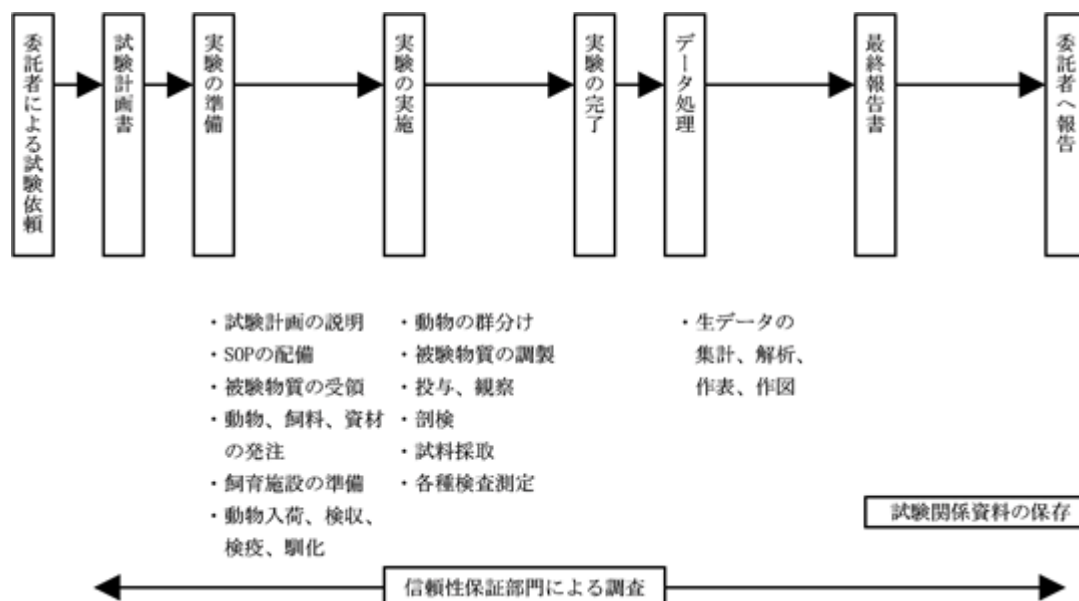 委託者による試験依頼
試験計画書
実験の準備
実験の実施
実験の完了
データ処理
最終報告書
委託者へ報告
・試験計画の説明
・SOPの配備
・被験物質の受領
・動物、飼料、資材
の発注
・飼育施設の準備
・動物入荷、検収、
検疫、馴化
・動物の群分け
・被験物質の調製
・投与、観察
・剖検
・試料採取
・各種検査測定
・生データの
集計、解析、
作表、作図
試験関係資料の保存
信頼性保証部門による調査